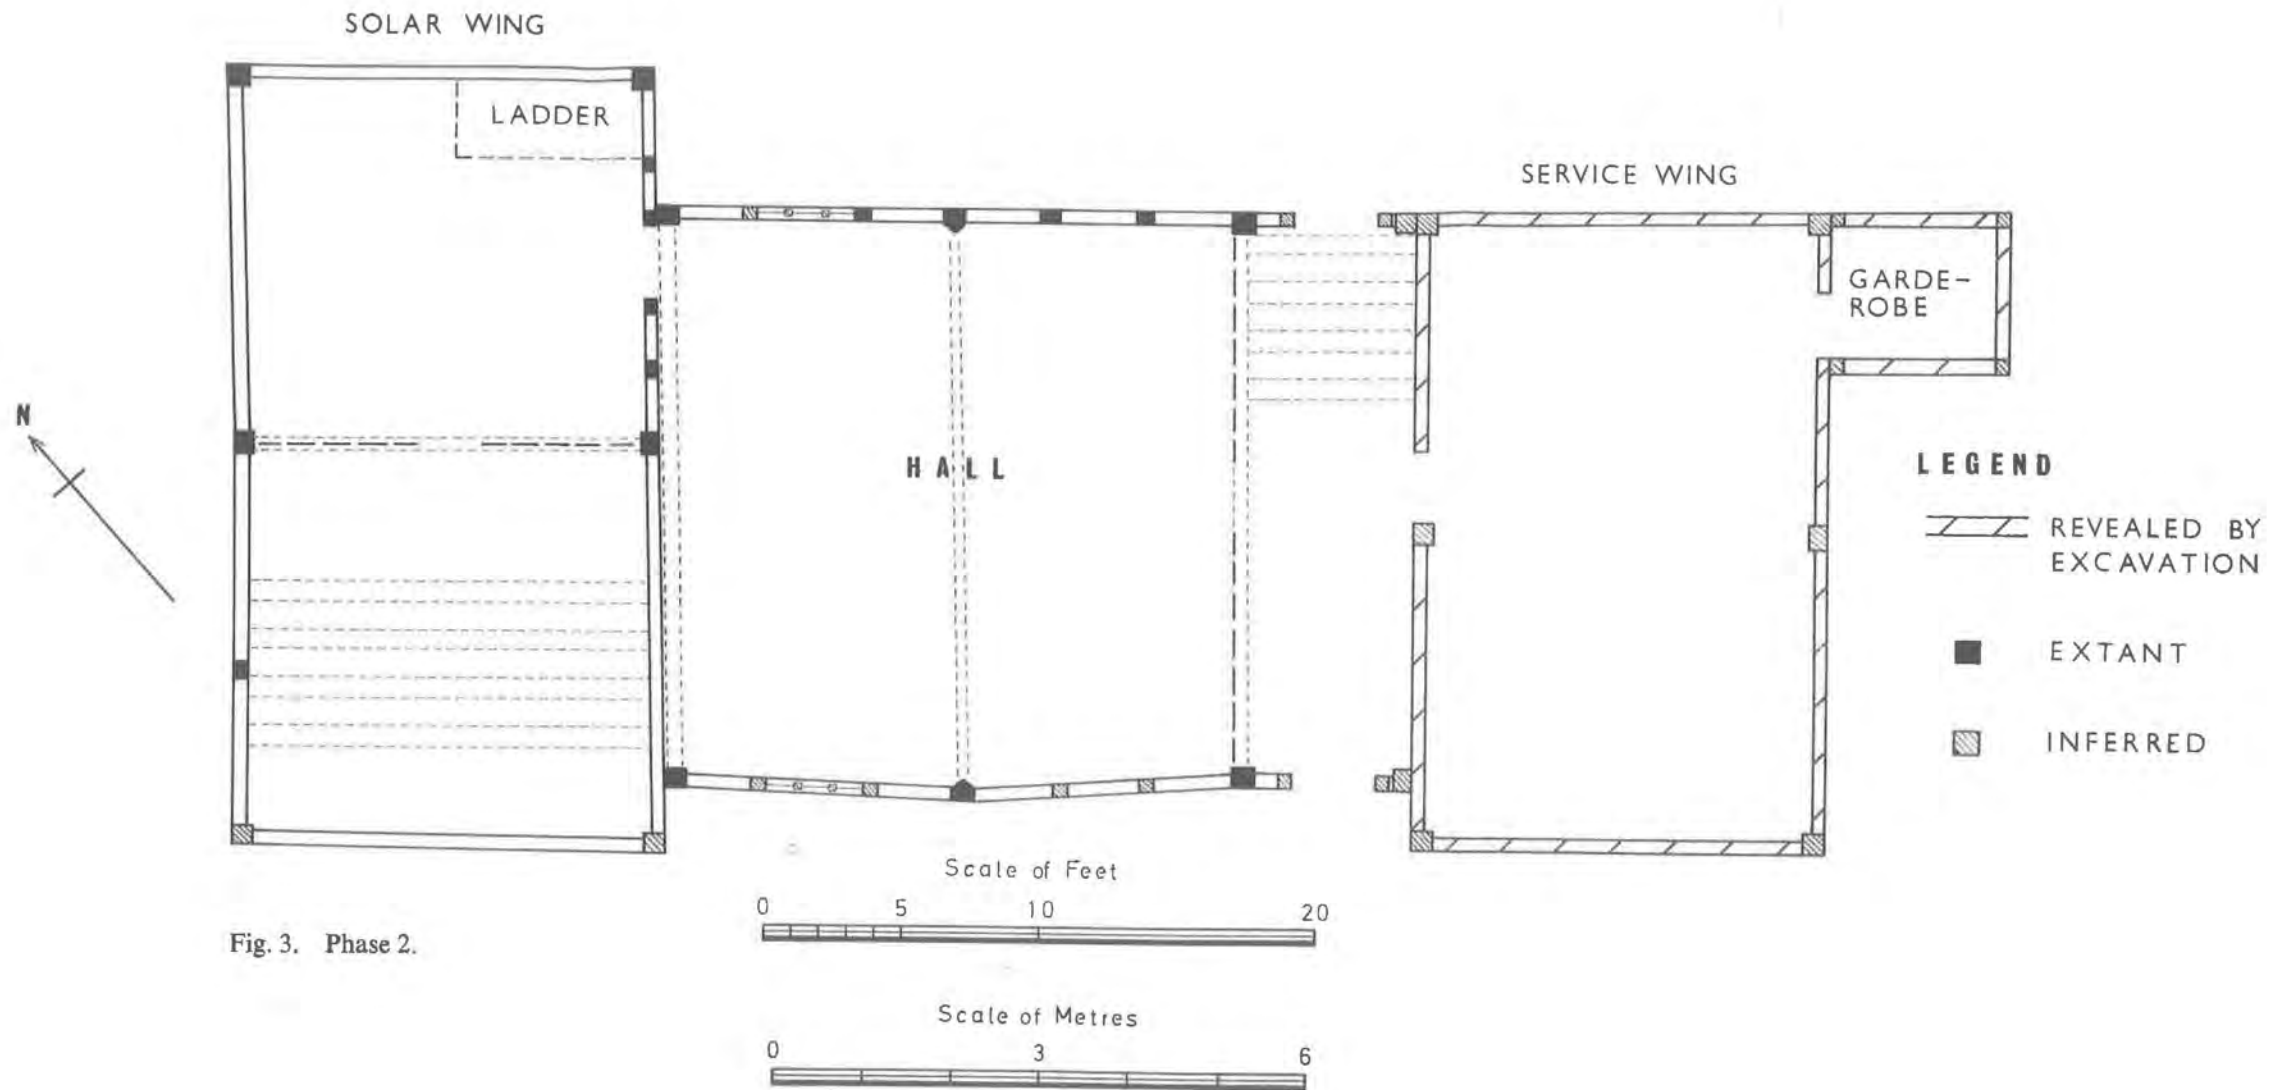 SOLAR WING
LADDER
SERVICE WING
GARDE-
ROBE
N
HALL
LEGEND
REVEALED BY
EXCAVATION
EXTANT
INFERRED
Scale of Feet
0 5 10 20
Fig. 3. Phase 2.
Scale of Metres
0 3 6